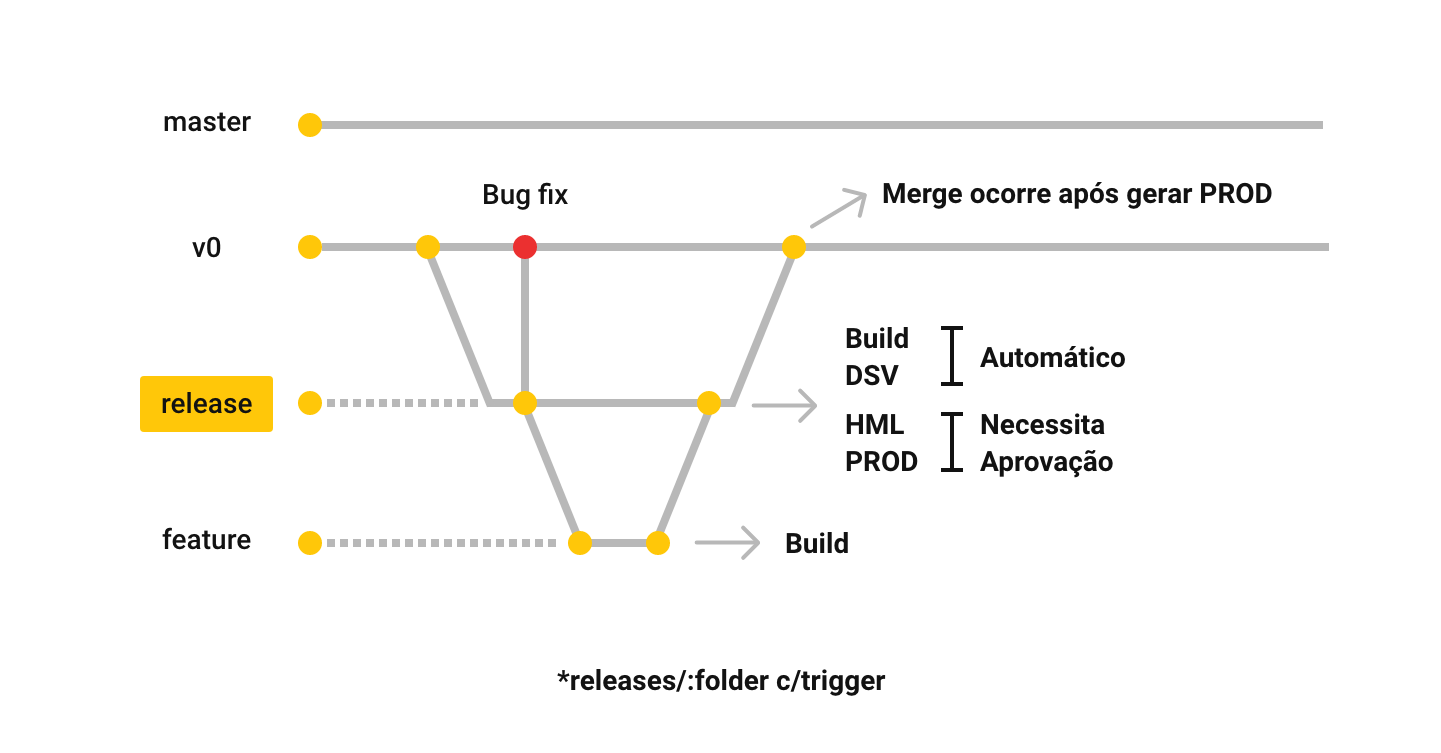 master
Bug fix
Merge ocorre após gerar PROD
v0
Build
DSV
Automático
release
HML
PROD
Necessita
Aprovação
feature
Build
*releases/:folder c/trigger